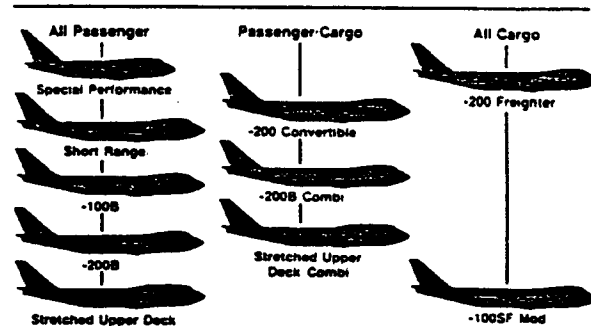 All Passenger
Special Performance
Short Range
-100B
-200B
Stretched Upper Deck
Passenger-Cargo
-200 Convertible
-200B Combi
Stretched Upper
Deck Combi
All Cargo
-200 Freighter
-100SF Mod